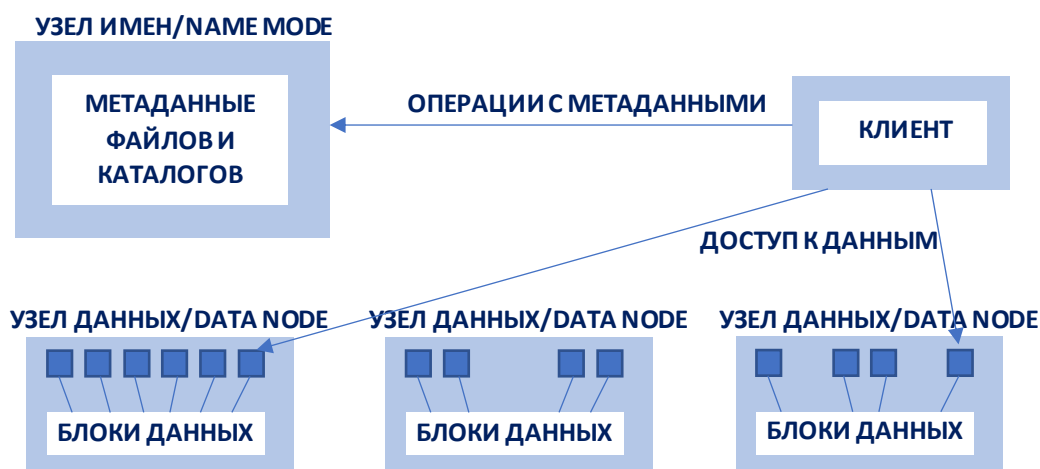 УЗЕЛ ИМЕН/NAME MODE
МЕТАДАННЫЕ
ФАЙЛОВ И
КАТАЛОГОВ
ОПЕРАЦИИ С МЕТАДАННЫМИ
КЛИЕНТ
ДОСТУП К ДАННЫМ
УЗЕЛ ДАННЫХ/DATA NODE
УЗЕЛ ДАННЫХ/DATA NODE
УЗЕЛ ДАННЫХ/DATA NODE
БЛОКИ ДАННЫХ
БЛОКИ ДАННЫХ
БЛОКИ ДАННЫХ